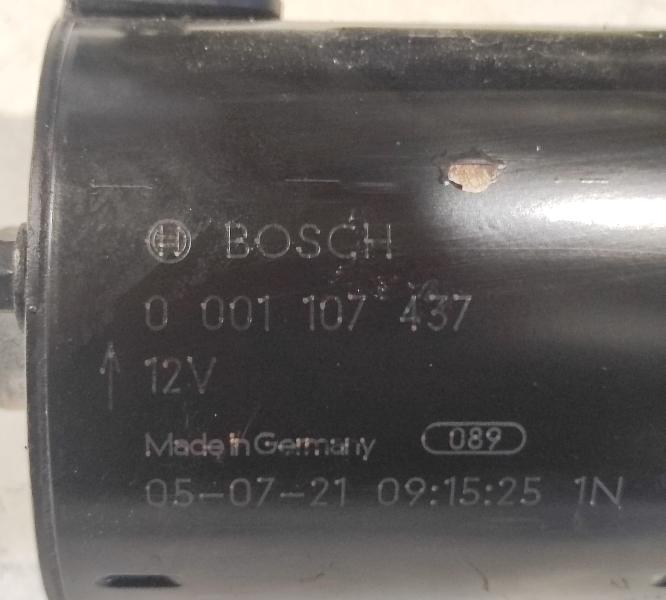 BOSCH
0 001 107 437
12V
Made in Germany 089
05-07-21 09:15:25 1N